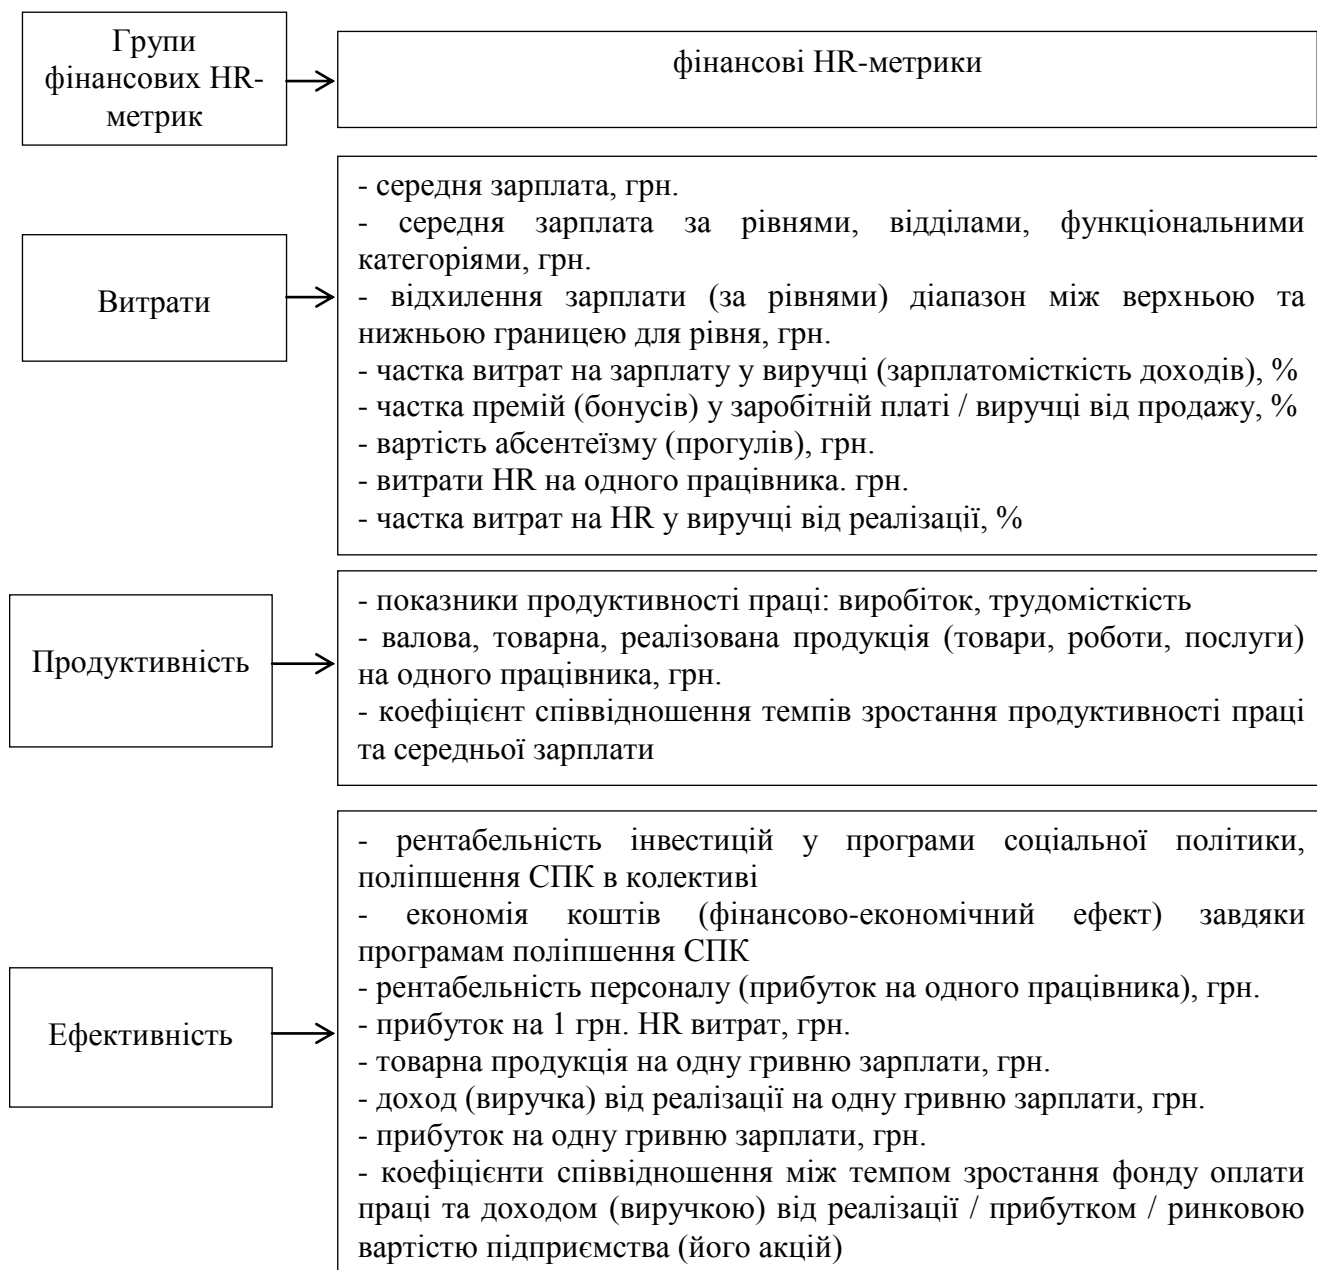 Групи
фінансових HR-
метрик
фінансові HR-метрики
Витрати
- середня зарплата, грн.
- середня зарплата за рівнями, відділами, функціональними
категоріями, грн.
- відхилення зарплати (за рівнями) діапазон між верхньою та
нижньою границею для рівня, грн.
- частка витрат на зарплату у виручці (зарплатомісткість доходів), %
- частка премій (бонусів) у заробітній платі / виручці від продажу, %
- вартість абсентеїзму (прогулів), грн.
- витрати HR на одного працівника. грн.
- частка витрат на HR у виручці від реалізації, %
Продуктивність
- показники продуктивності праці: виробіток, трудомісткість
- валова, товарна, реалізована продукція (товари, роботи, послуги)
на одного працівника, грн.
- коефіцієнт співвідношення темпів зростання продуктивності праці
та середньої зарплати
Ефективність
- рентабельність інвестицій у програми соціальної політики,
поліпшення СПК в колективі
- економія коштів (фінансово-економічний ефект) завдяки
програмам поліпшення СПК
- рентабельність персоналу (прибуток на одного працівника), грн.
- прибуток на 1 грн. HR витрат, грн.
- товарна продукція на одну гривню зарплати, грн.
- доход (виручка) від реалізації на одну гривню зарплати, грн.
- прибуток на одну гривню зарплати, грн.
- коефіцієнти співвідношення між темпом зростання фонду оплати
праці та доходом (виручкою) від реалізації / прибутком / ринковою
вартістю підприємства (його акцій)